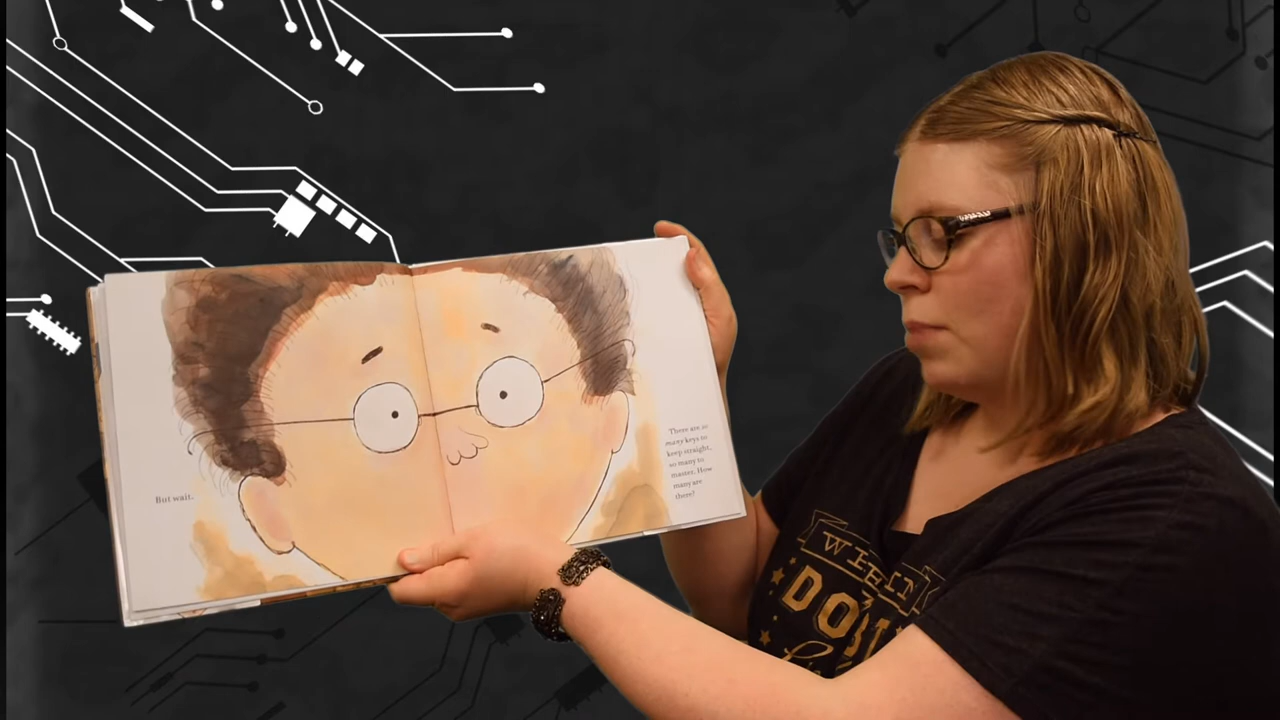 But wait.
There are so
many keys to
keep straight,
so many to
master. How
many are
there?